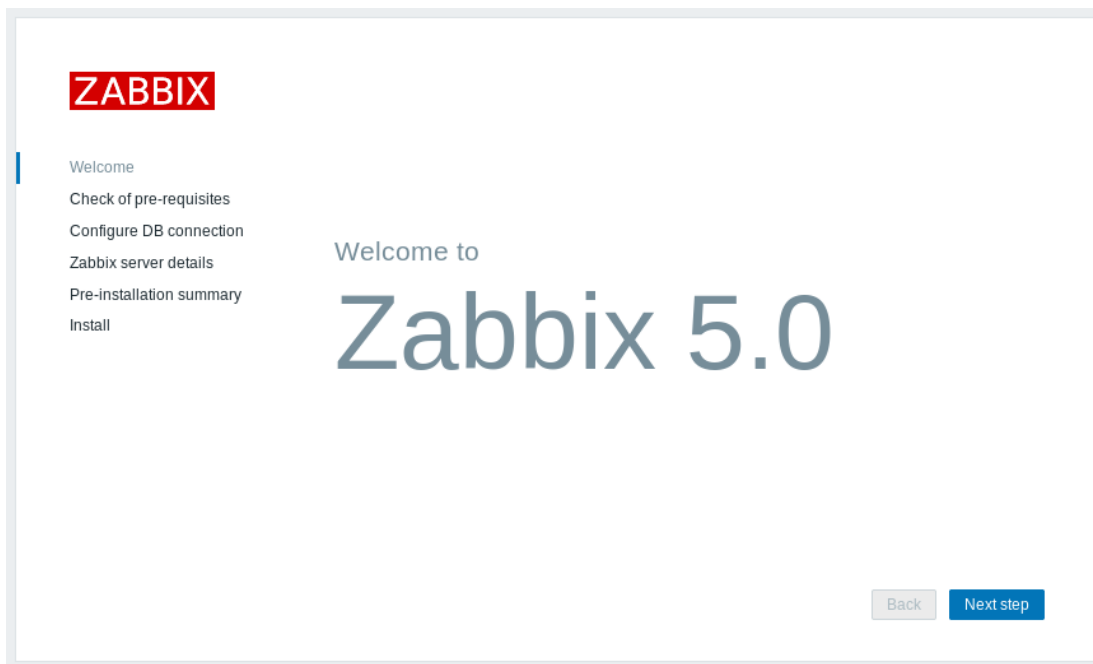 ZABBIX
Welcome
Check of pre-requisites
Configure DB connection
Zabbix server details
Pre-installation summary
Install
Welcome to
Zabbix 5.0
Back
Next step